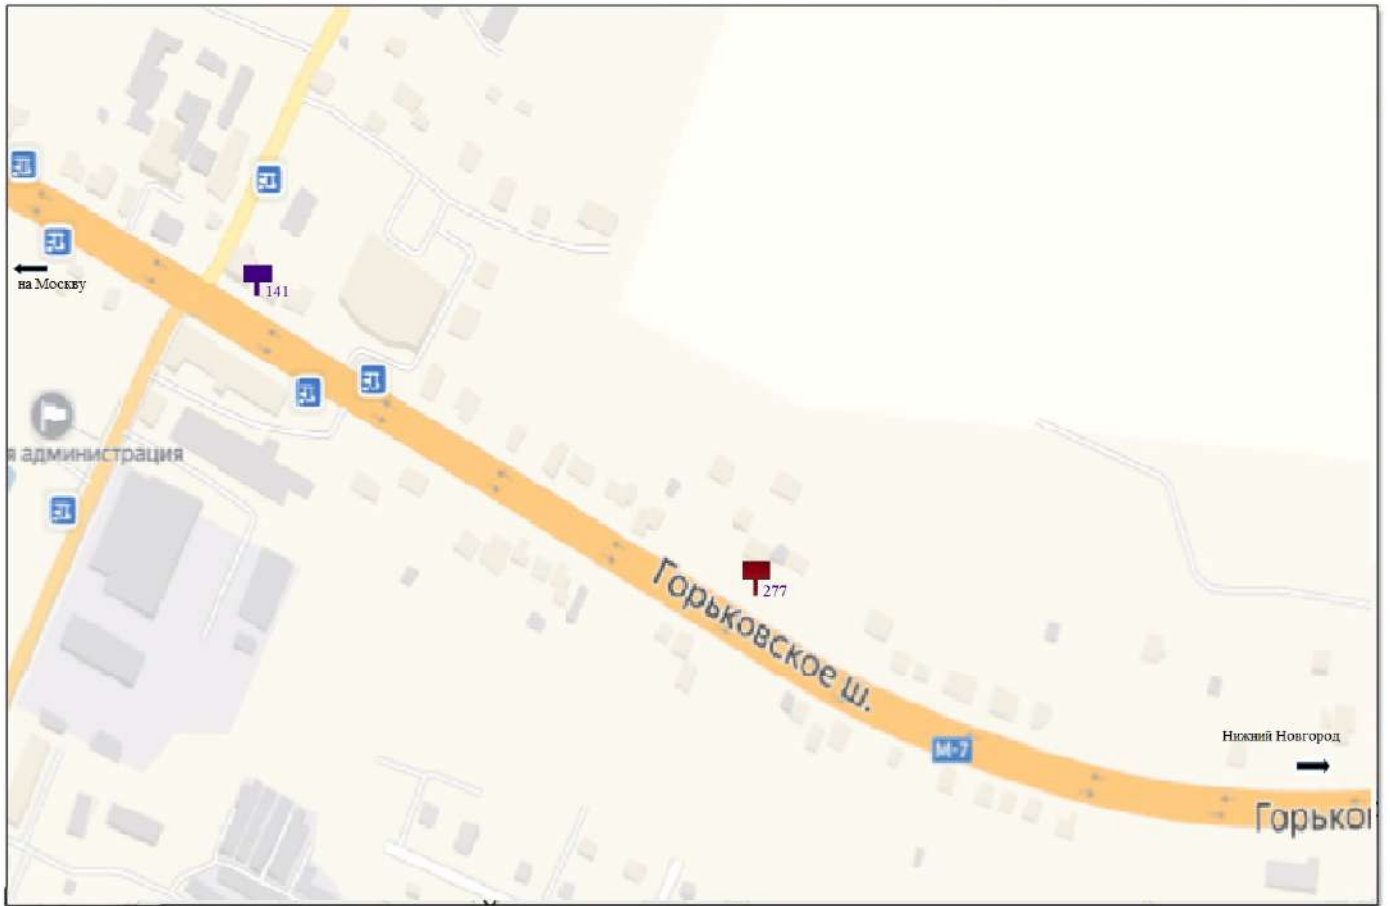 на Москву
141
я администрация
277
Горьковское ш.
М-7
Нижний Новгород
Горько